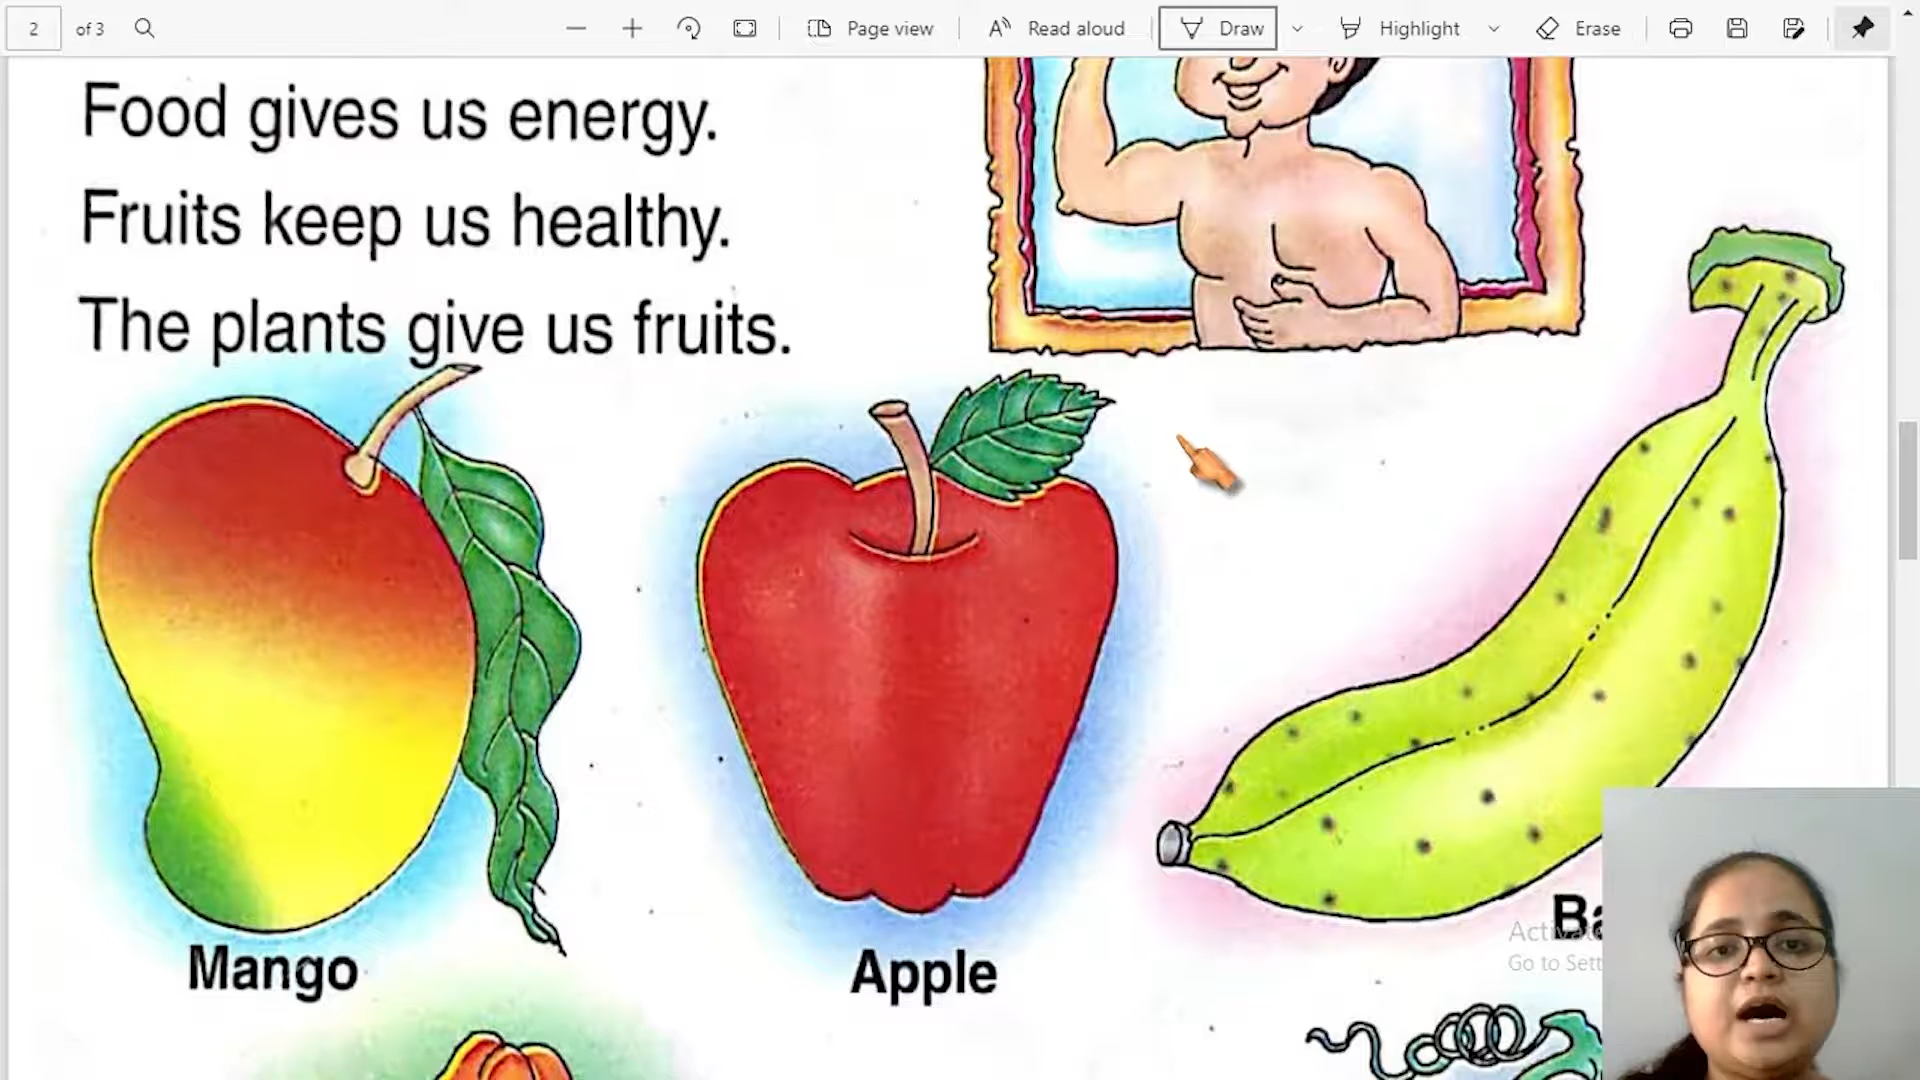 2 of 3 Page view Read aloud Draw Highlight Erase
Food gives us energy.
Fruits keep us healthy.
The plants give us fruits.
Mango
Apple